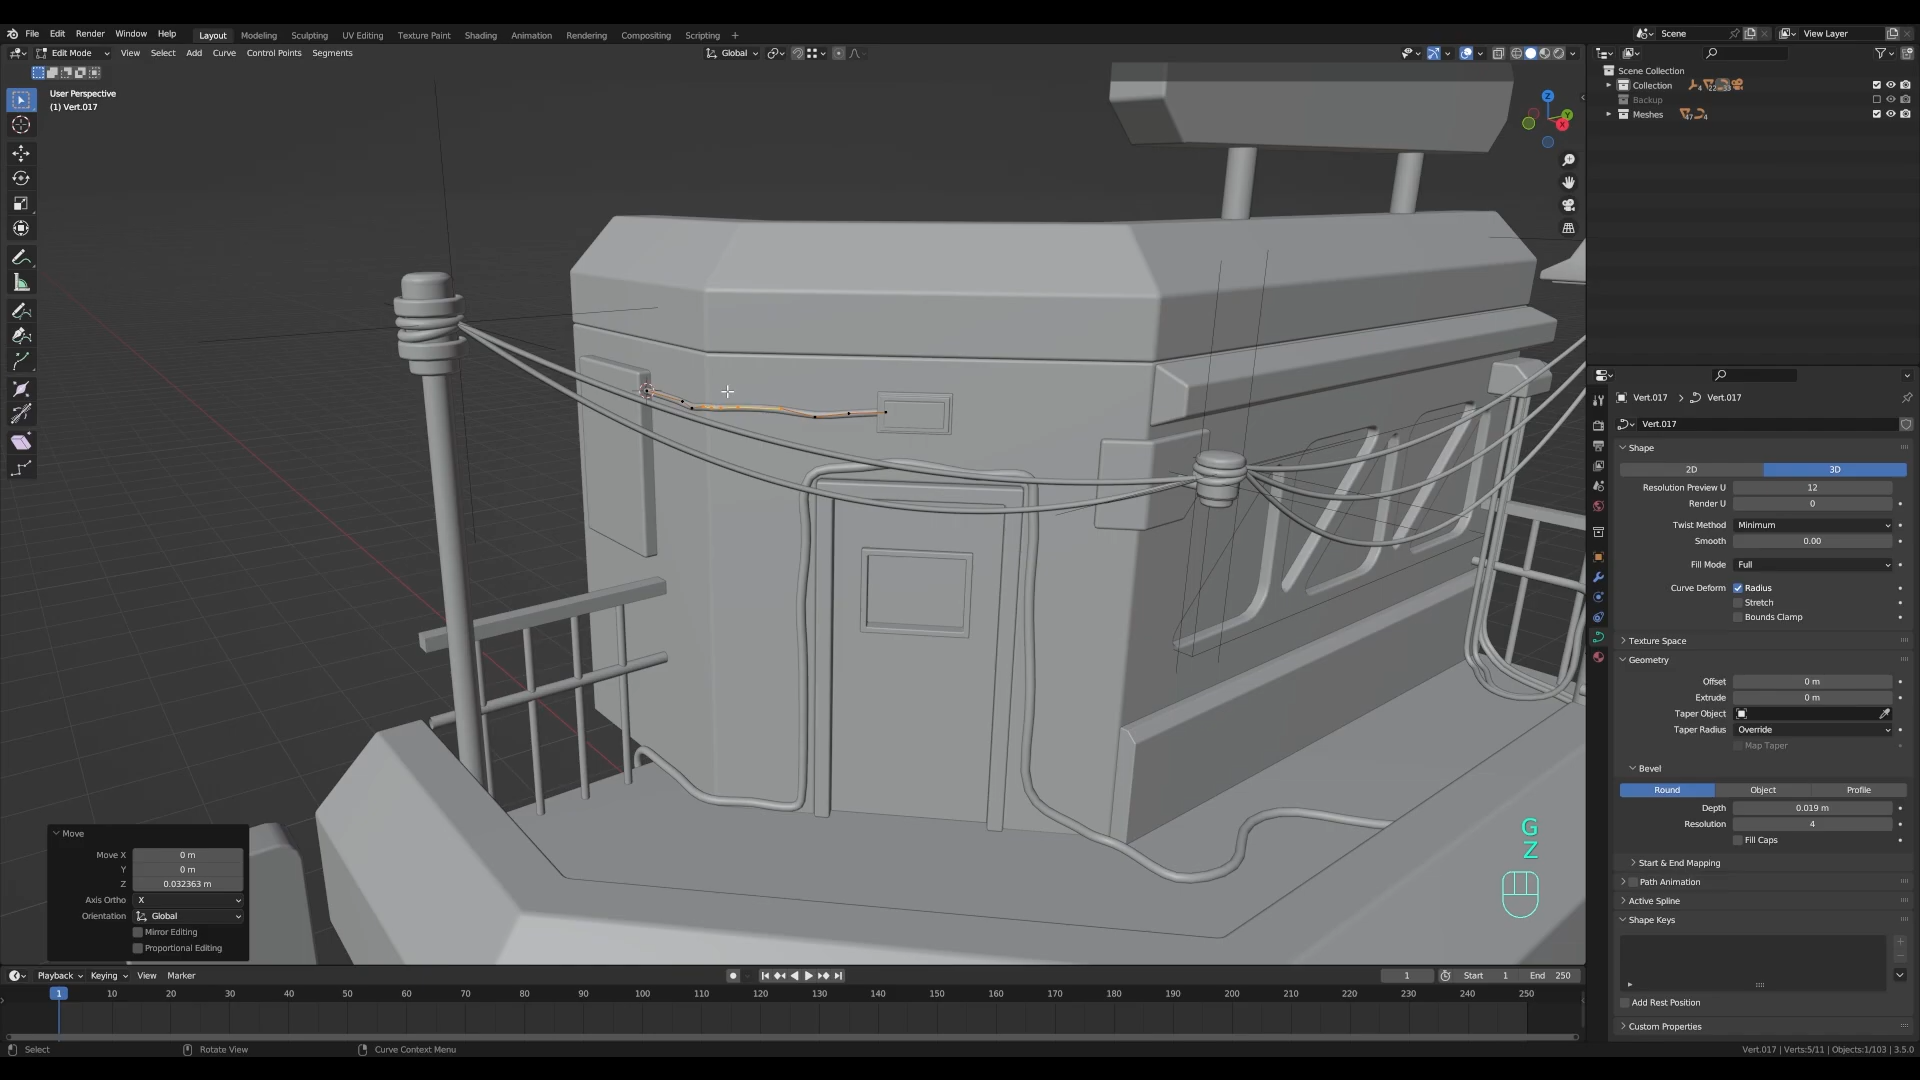 File Edit Render Window Help Layout Modeling Sculpting UV Editing Texture Paint Shading Animation Rendering Compositing Scripting + Scene View Layer
Edit Mode View Select Add Curve Control Points Segments Global
User Perspective
(1) Vert.017
Z
Y
X
Scene Collection
Collection 4 22 33
Backup
Meshes 47 4
Vert.017 > Vert.017
Vert.017
Shape
2D 3D
Resolution Preview U 12
Render U 0
Twist Method Minimum
Smooth 0.00
Fill Mode Full
Curve Deform Radius
Stretch
Bounds Clamp
Texture Space
Geometry
Offset 0 m
Extrude 0 m
Taper Object
Taper Radius Override
Map Taper
Bevel
Round Object Profile
Depth 0.019 m
Resolution 4
Fill Caps
Start & End Mapping
Path Animation
Active Spline
Shape Keys
Add Rest Position
Custom Properties
G
Z
Move
Move X 0 m
Y 0 m
Z 0.032363 m
Axis Ortho X
Orientation Global
Mirror Editing
Proportional Editing
Playback Keying View Marker 1 Start 1 End 250
1 10 20 30 40 50 60 70 80 90 100 110 120 130 140 150 160 170 180 190 200 210 220 230 240 250
Select Rotate View Curve Context Menu Vert.017 | Verts:5/11 | Objects:1/103 | 3.5.0